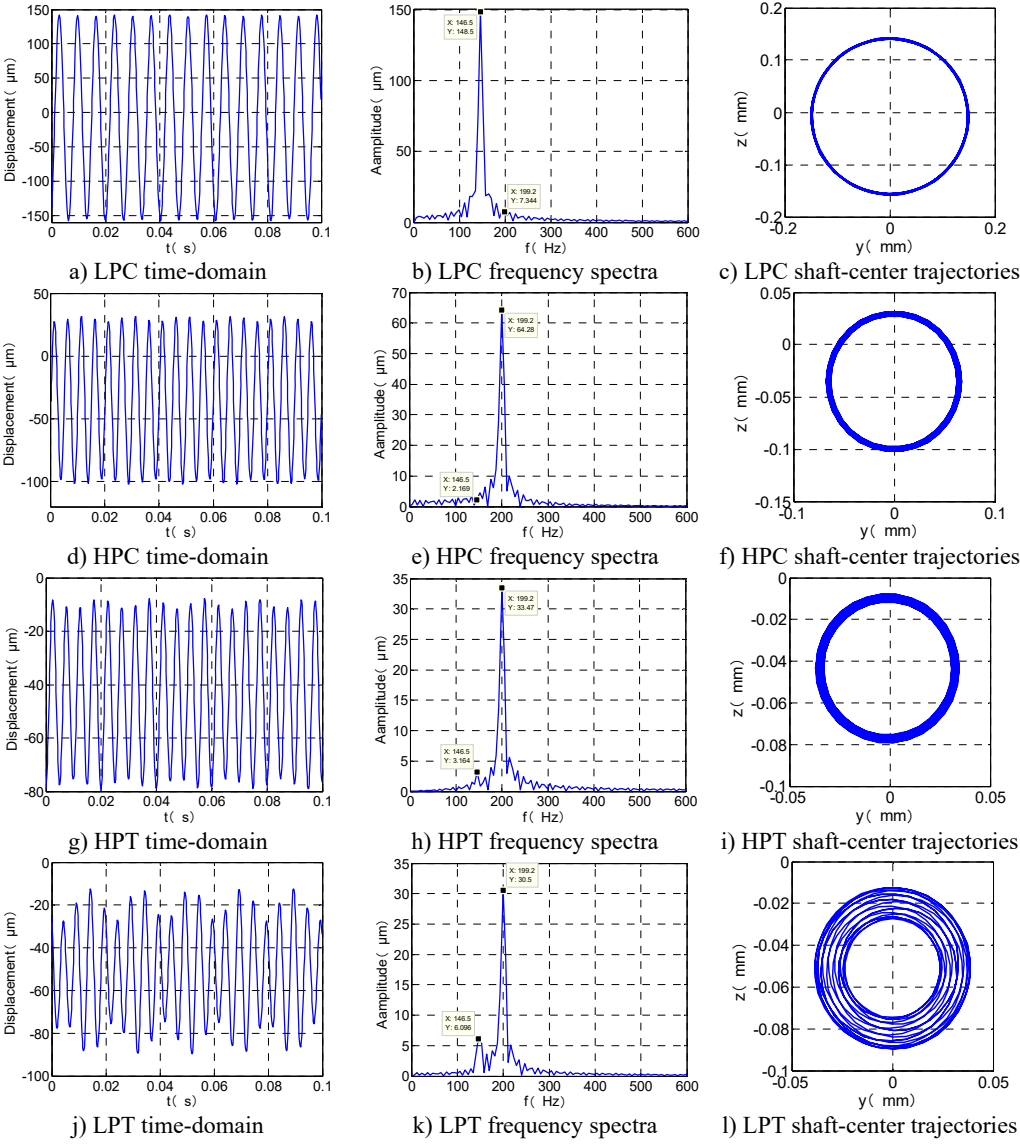 150
100
50
0
-50
-100
-150
0
0.02
0.04
0.06
0.08
0.1
Displacement( μm)
t( s)
a) LPC time-domain
150
100
50
0
0
100
200
300
400
500
600
Aamplitude( μm)
f( Hz)
X: 146.5
Y: 148.5
X: 199.2
Y: 7.344
b) LPC frequency spectra
0.2
0.1
0
-0.1
-0.2
-0.2
0
0.2
z( mm)
y( mm)
c) LPC shaft-center trajectories
50
0
-50
-100
0
0.02
0.04
0.06
0.08
0.1
Displacement( μm)
t( s)
d) HPC time-domain
70
60
50
40
30
20
10
0
0
100
200
300
400
500
600
Aamplitude( μm)
f( Hz)
X: 199.2
Y: 64.28
X: 146.5
Y: 2.169
e) HPC frequency spectra
0.05
0
-0.05
-0.1
-0.15
-0.1
0
0.1
z( mm)
y( mm)
f) HPC shaft-center trajectories
0
-20
-40
-60
-80
0
0.02
0.04
0.06
0.08
0.1
Displacement( μm)
t( s)
g) HPT time-domain
35
30
25
20
15
10
5
0
0
100
200
300
400
500
600
Aamplitude( μm)
f( Hz)
X: 199.2
Y: 33.47
X: 146.5
Y: 3.164
h) HPT frequency spectra
0
-0.02
-0.04
-0.06
-0.08
-0.1
-0.05
0
0.05
z( mm)
y( mm)
i) HPT shaft-center trajectories
0
-20
-40
-60
-80
-100
0
0.02
0.04
0.06
0.08
0.1
Displacement( μm)
t( s)
j) LPT time-domain
35
30
25
20
15
10
5
0
0
100
200
300
400
500
600
Aamplitude( μm)
f( Hz)
X: 199.2
Y: 30.5
X: 146.5
Y: 6.096
k) LPT frequency spectra
0
-0.02
-0.04
-0.06
-0.08
-0.1
-0.05
0
0.05
z( mm)
y( mm)
l) LPT shaft-center trajectories